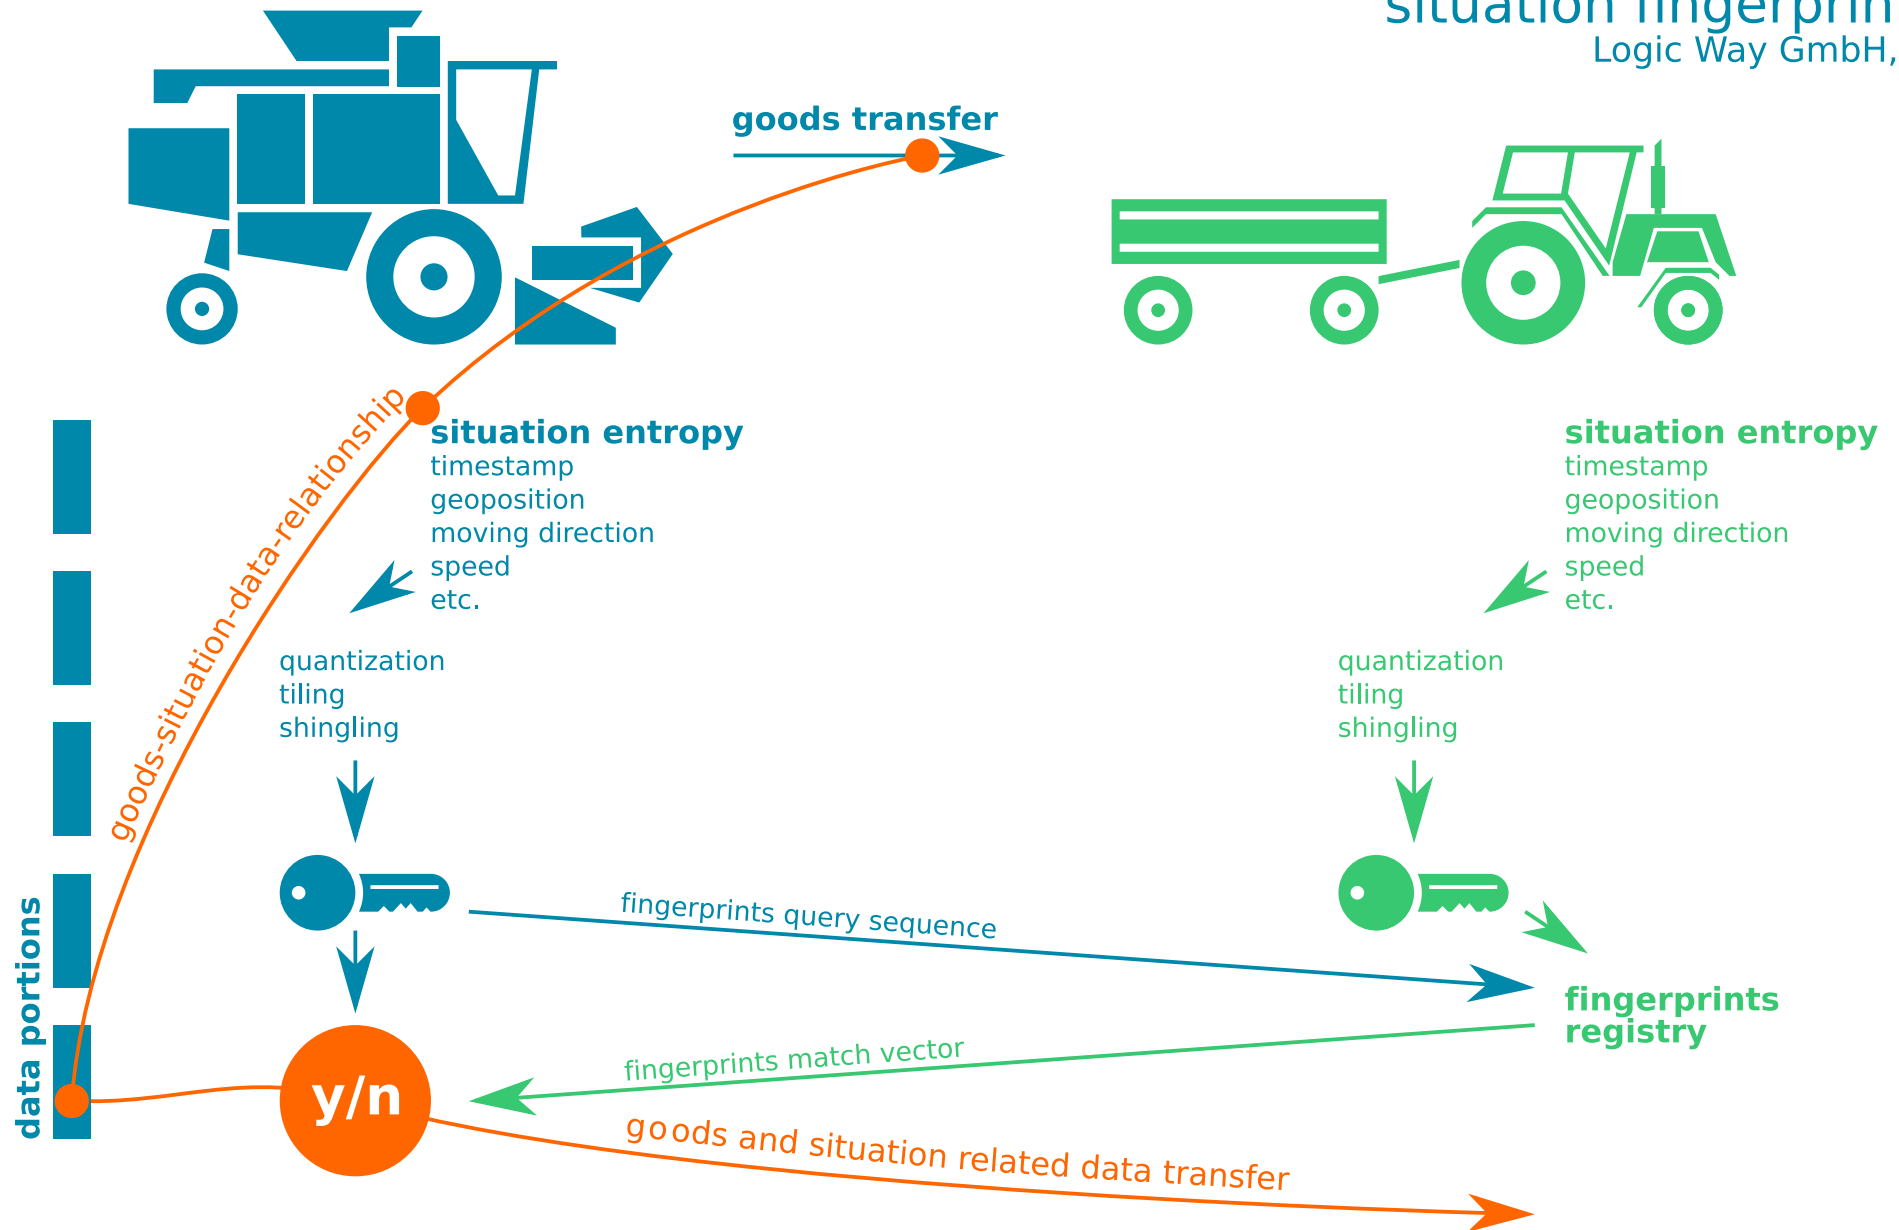 situation fingerprin
Logic Way GmbH,
goods transfer
goods-situation-data-relationship
situation entropy
timestamp
geoposition
moving direction
speed
etc.
situation entropy
timestamp
geoposition
moving direction
speed
etc.
quantization
tiling
shingling
quantization
tiling
shingling
data portions
fingerprints query sequence
fingerprints
registry
fingerprints match vector
y/n
goods and situation related data transfer